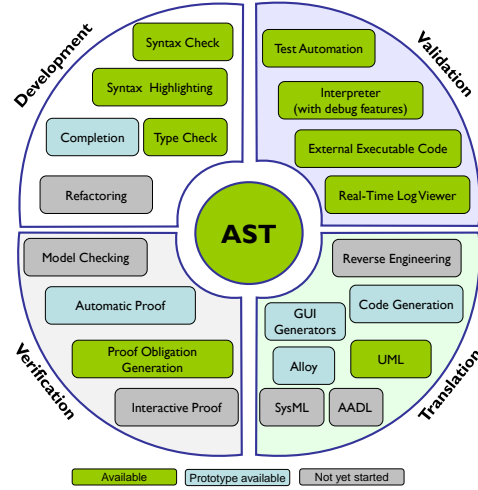 Development
Syntax Check
Syntax Highlighting
Completion
Type Check
Refactoring
Validation
Test Automation
Interpreter
(with debug features)
External Executable Code
Real-Time Log Viewer
AST
Verification
Model Checking
Automatic Proof
Proof Obligation
Generation
Interactive Proof
Translation
Reverse Engineering
Code Generation
GUI
Generators
Alloy
UML
SysML
AADL
Available
Prototype available
Not yet started